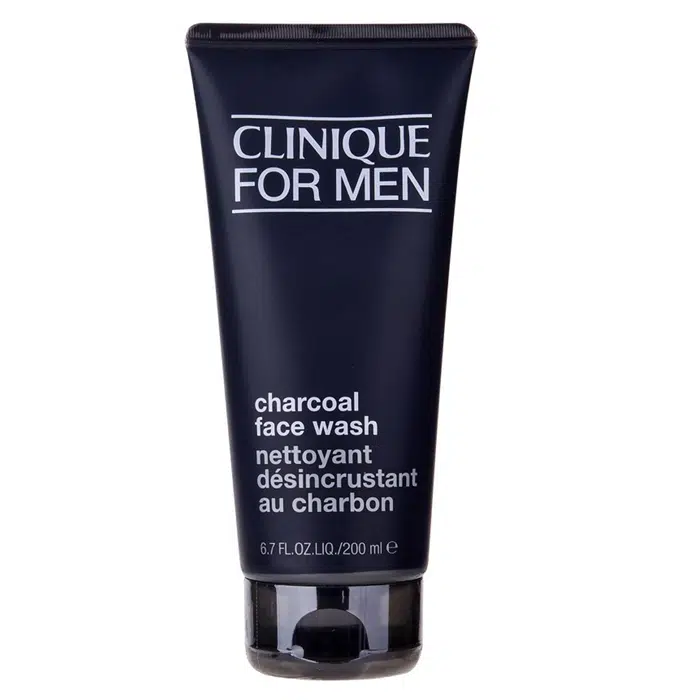 CLINIQUE
FOR MEN
charcoal
face wash
nettoyant
désincrustant
au charbon
6.7 FL.OZ.LIQ./200 ml ℮